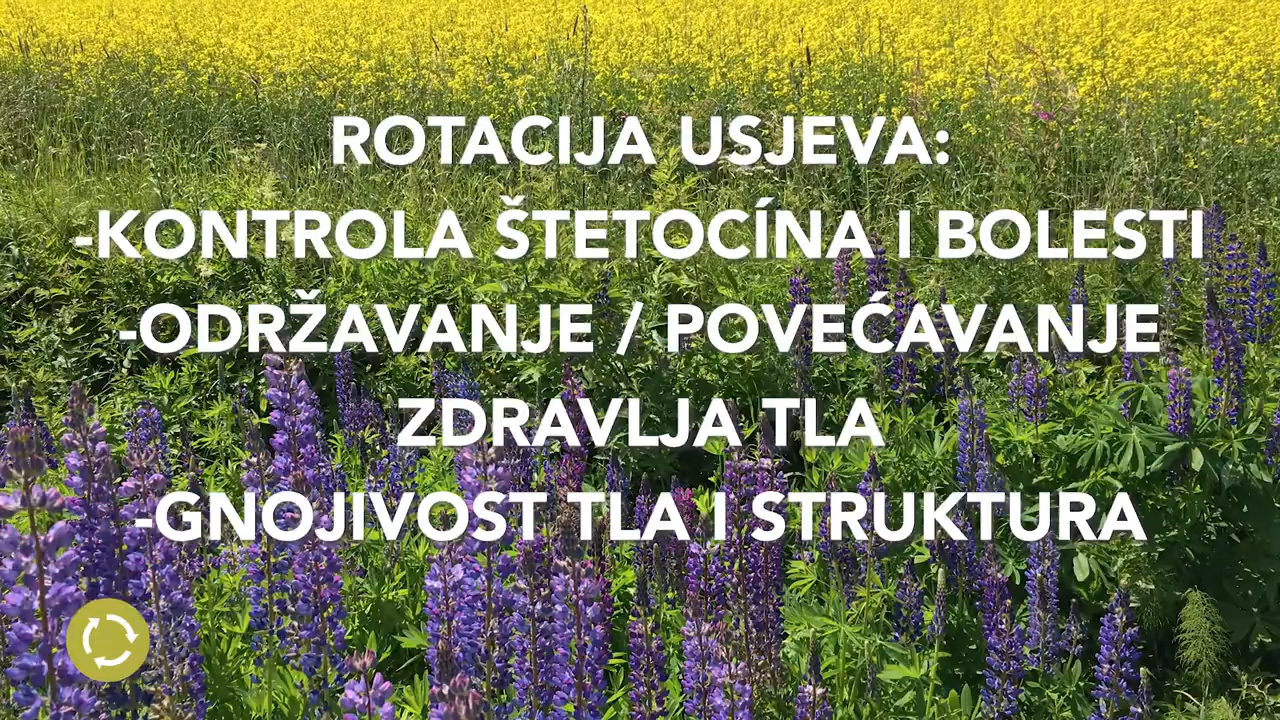 ROTACIJA USJEVA:
-KONTROLA ŠTETOCÍNA I BOLESTI
-ODRŽAVANJE / POVEĆAVANJE
ZDRAVLJA TLA
-GNOJIVOST TLA I STRUKTURA